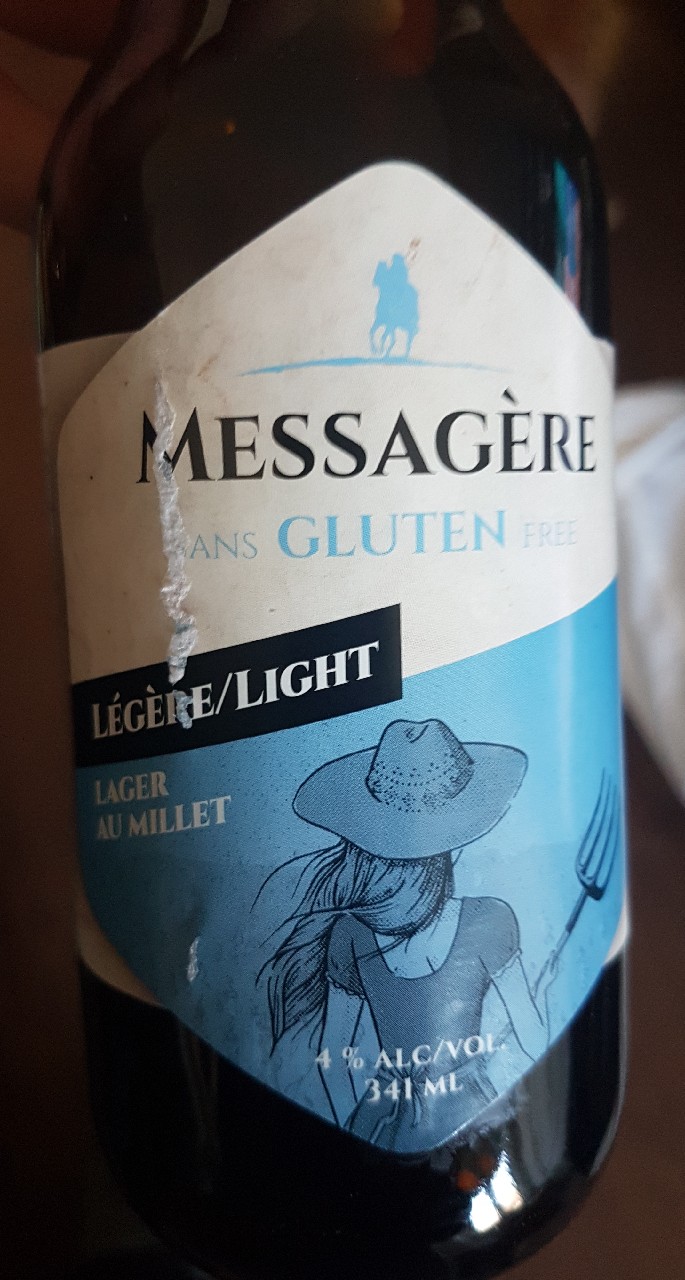 MESSAGÈRE
SANS GLUTEN FREE
LÉGÈRE/LIGHT
LAGER
AU MILLET
4 % ALC/VOL.
341 ML